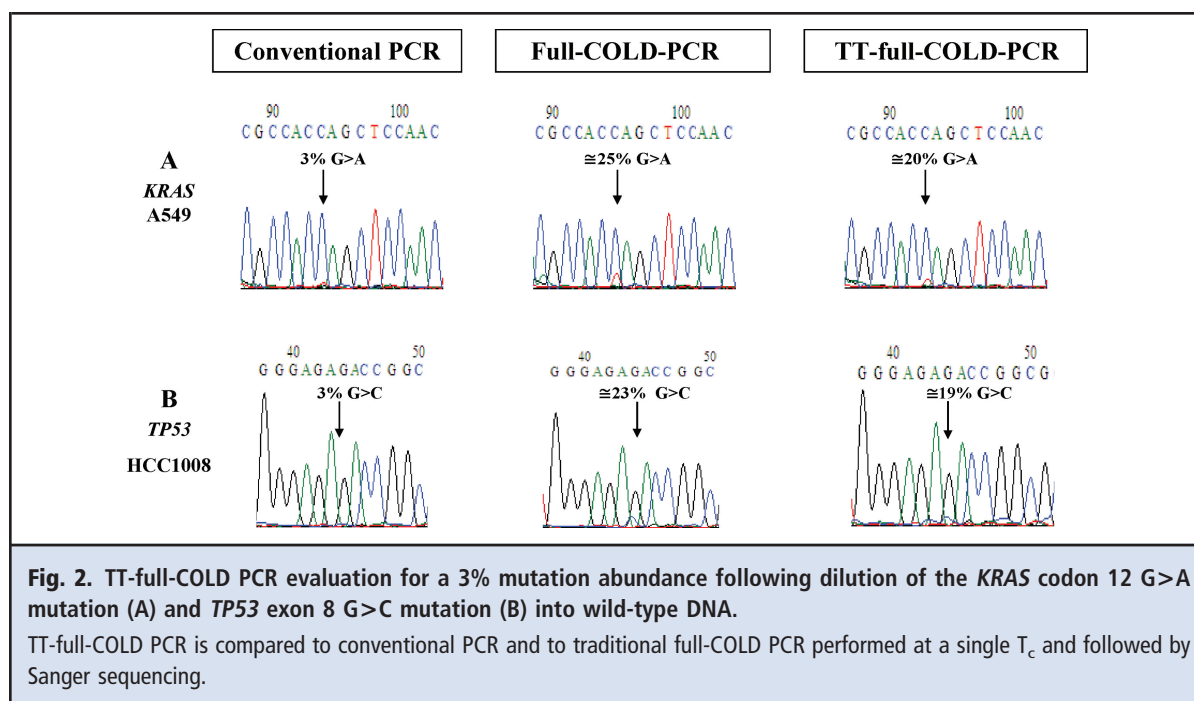 Conventional PCR
Full-COLD-PCR
TT-full-COLD-PCR
90 100
CGCCACCAGCTCCAAC
3% G>A
90 100
CGCCACCAGCTCCAAC
≅25% G>A
90 100
CGCCACCAGCTCCAAC
≅20% G>A
A
KRAS
A549
40 50
GGGAGAGACCGGC
3% G>C
40 50
GGGAGAGACCGGC
≅23% G>C
40 50
GGGAGAGACCGGCG
≅19% G>C
B
TP53
HCC1008
Fig. 2. TT-full-COLD PCR evaluation for a 3% mutation abundance following dilution of the KRAS codon 12 G>A
mutation (A) and TP53 exon 8 G>C mutation (B) into wild-type DNA.
TT-full-COLD PCR is compared to conventional PCR and to traditional full-COLD PCR performed at a single Tc and followed by
Sanger sequencing.